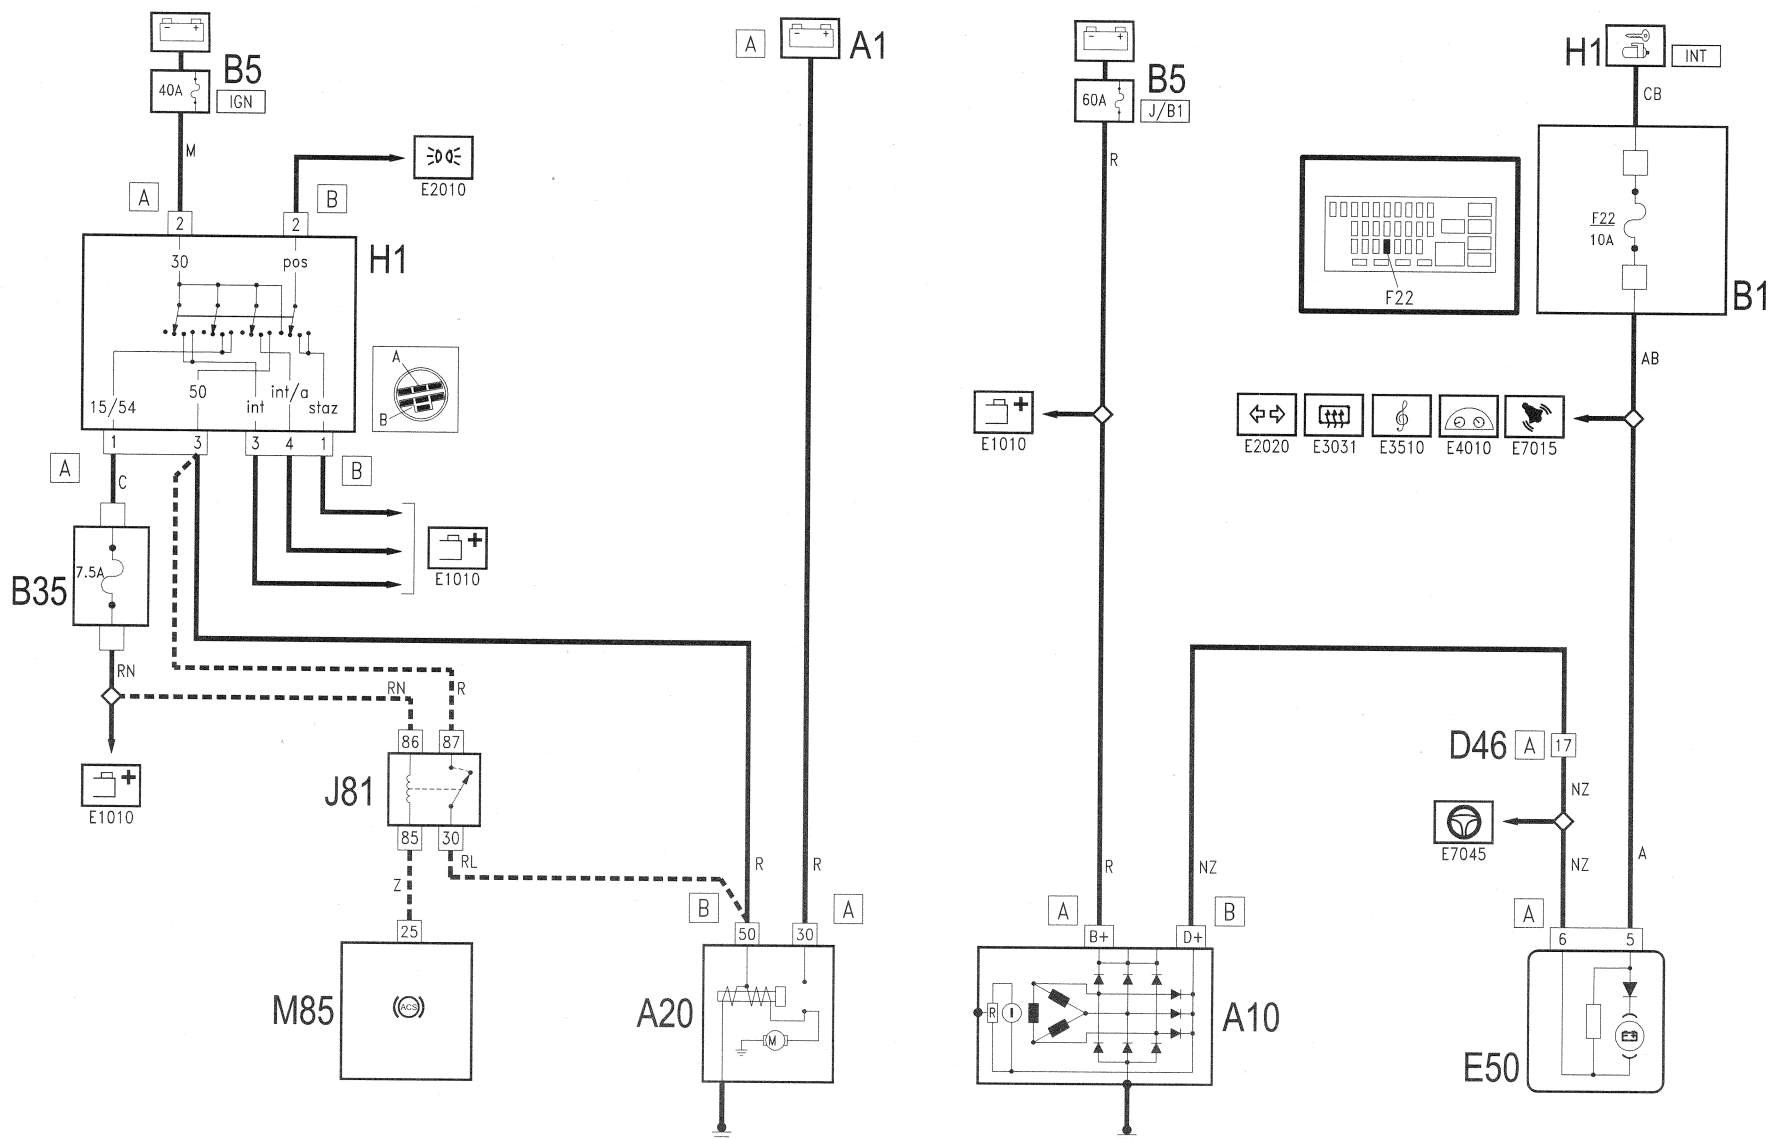 B5
40A
IGN
M
A
B
2
2
E2010
30
pos
H1
50
int/a
15/54
int
staz
1
3
3
4
1
A
B
A
B
C
7.5A
B35
E1010
RN
E1010
RN
R
86
87
J81
85
30
RL
Z
25
ACS
M85
A
A1
R
R
B
A
50
30
M
A20
B5
60A
J/B1
R
E1010
R
NZ
A
B
B+
D+
R
A10
H1
INT
CB
F22
10A
B1
F22
AB
E2020
E3031
E3510
E4010
E7015
D46
A
17
NZ
E7045
NZ
A
A
6
5
E50